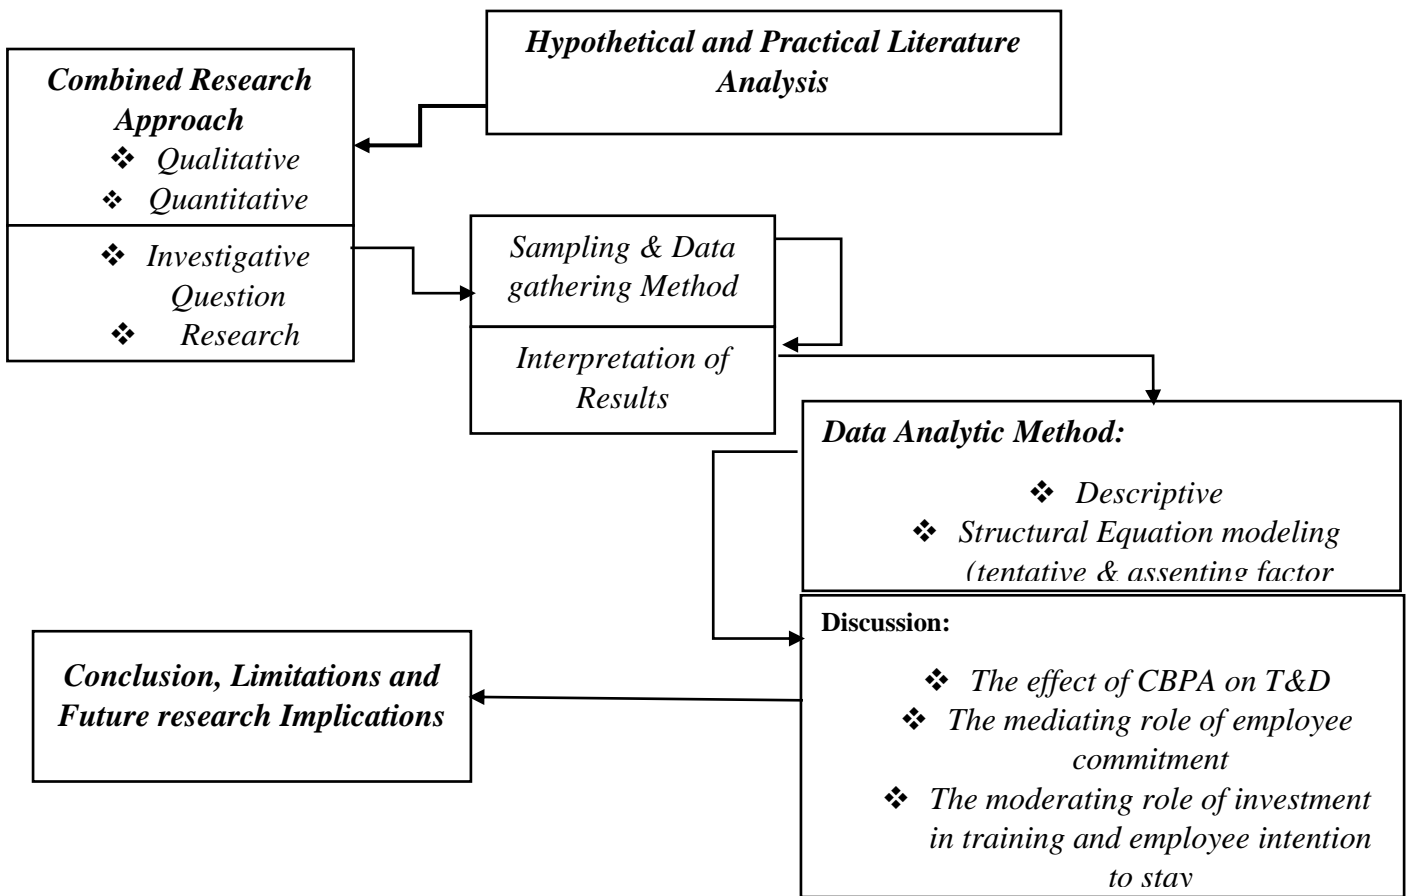 Hypothetical and Practical Literature
Analysis
Combined Research
Approach
❖ Qualitative
❖ Quantitative
❖ Investigative
Question
❖ Research
Sampling & Data
gathering Method
Interpretation of
Results
Data Analytic Method:
❖ Descriptive
❖ Structural Equation modeling
(tentative & assenting factor
Discussion:
❖ The effect of CBPA on T&D
❖ The mediating role of employee
commitment
❖ The moderating role of investment
in training and employee intention
to stay
Conclusion, Limitations and
Future research Implications